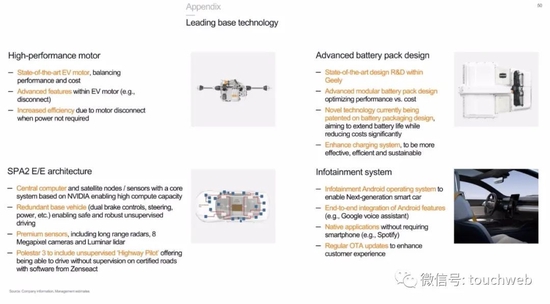 Appendix
50
Leading base technology
High-performance motor
– State-of-the-art EV motor, balancing
performance and cost
– Advanced features within EV motor (e.g.,
disconnect)
– Increased efficiency due to motor disconnect
when power not required
Advanced battery pack design
– State-of-the-art design R&D within
Geely
– Advanced modular battery pack design
optimizing performance vs. cost
– Novel technology currently being
patented on battery packaging design,
aiming to extend battery life while
reducing costs significantly
– Enhance charging system, to be more
effective, efficient and sustainable
SPA2 E/E architecture
– Central computer and satellite nodes / sensors with a core
system based on NVIDIA enabling high compute capacity
– Redundant base vehicle (dual brake controls, steering,
power, etc.) enabling safe and robust unsupervised
driving
– Premium sensors, including long range radars, 8
Megapixel cameras and Luminar lidar
– Polestar 3 to include unsupervised 'Highway Pilot' offering
being able to drive without supervision on certified roads
with software from Zenseact
Infotainment system
– Infotainment Android operating system to
enable Next-generation smart car
– End-to-end integration of Android features
(e.g., Google voice assistant)
– Native applications without requiring
smartphone (e.g., Spotify)
– Regular OTA updates to enhance
customer experience
Source: Company information, Management estimates
微信号: touchweb